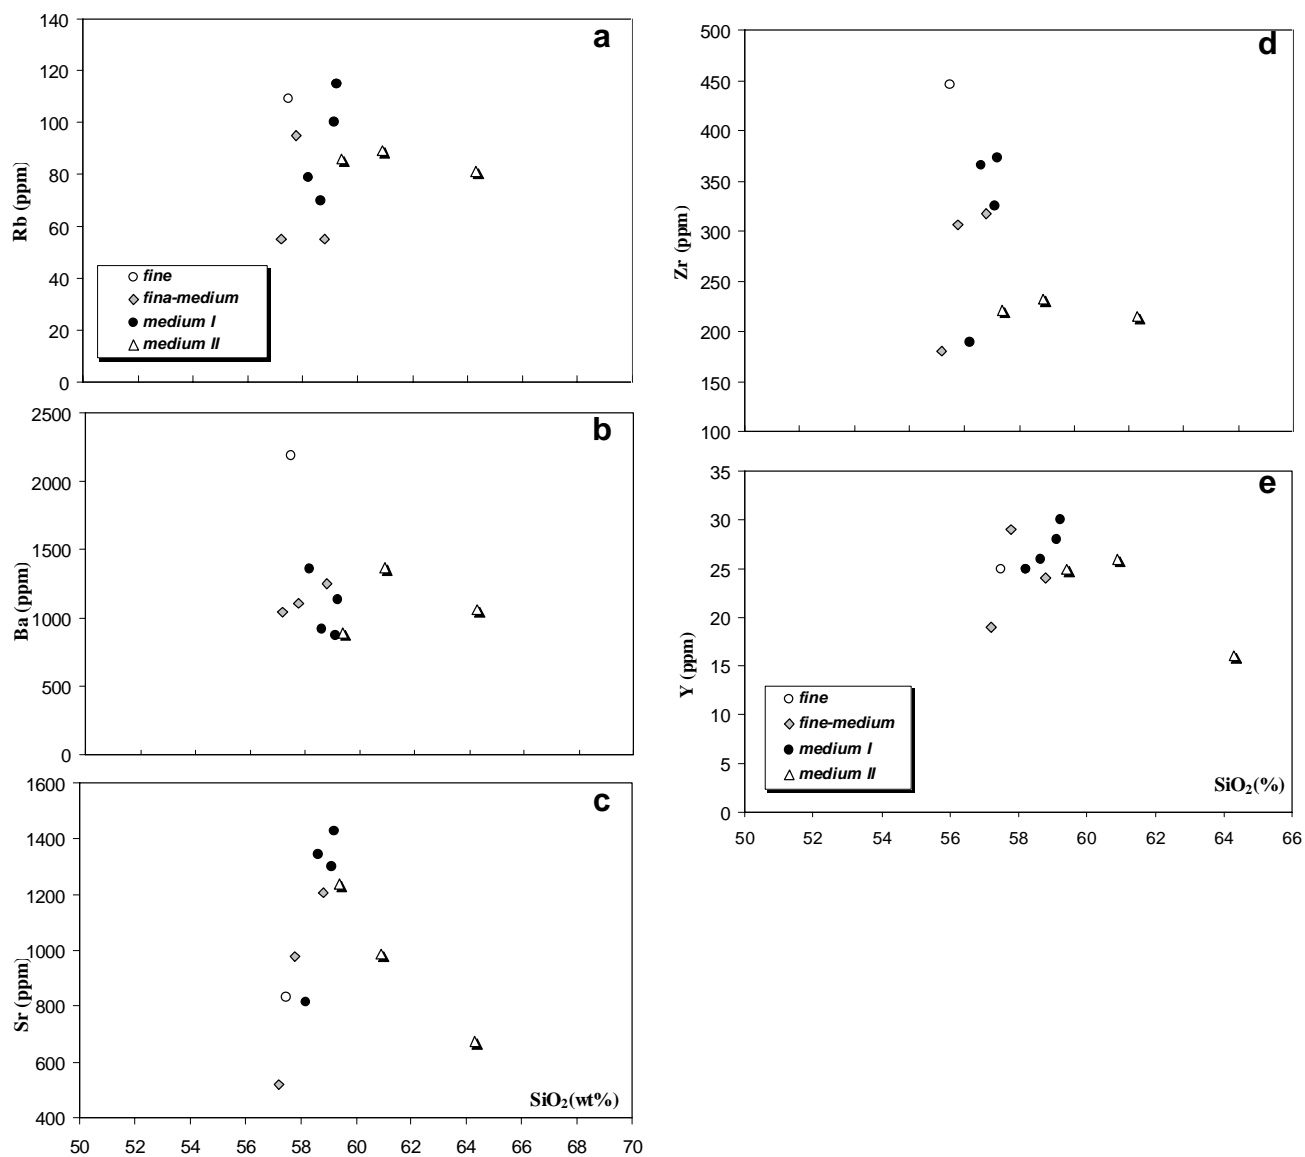 a
140
120
100
80
60
40
20
0
Rb (ppm)
fine
fina-medium
medium I
medium II
b
2500
2000
1500
1000
500
0
Ba (ppm)
c
1600
1400
1200
1000
800
600
400
Sr (ppm)
SiO2(wt%)
50 52 54 56 58 60 62 64 66 68 70
d
500
450
400
350
300
250
200
150
100
Zr (ppm)
e
35
30
25
20
15
10
5
0
Y (ppm)
fine
fine-medium
medium I
medium II
SiO2(%)
50 52 54 56 58 60 62 64 66